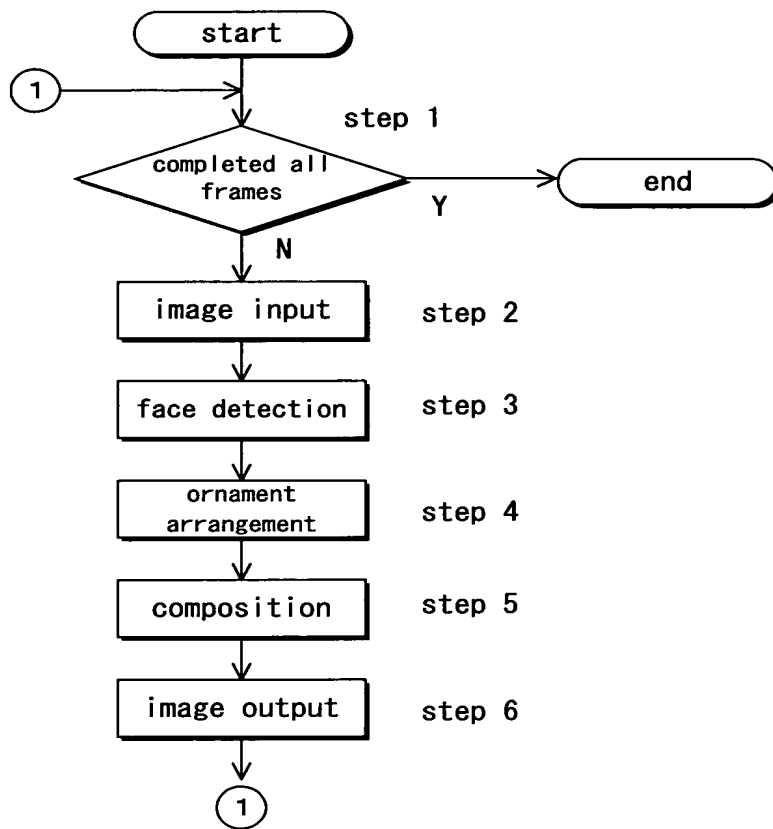 start
1
step 1
completed all
frames
Y
end
N
image input
step 2
face detection
step 3
ornament
arrangement
step 4
composition
step 5
image output
step 6
1